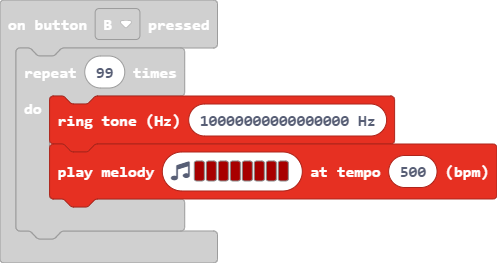 on button B pressed
repeat 99 times
do
ring tone (Hz) 10000000000000000 Hz
play melody at tempo 500 (bpm)